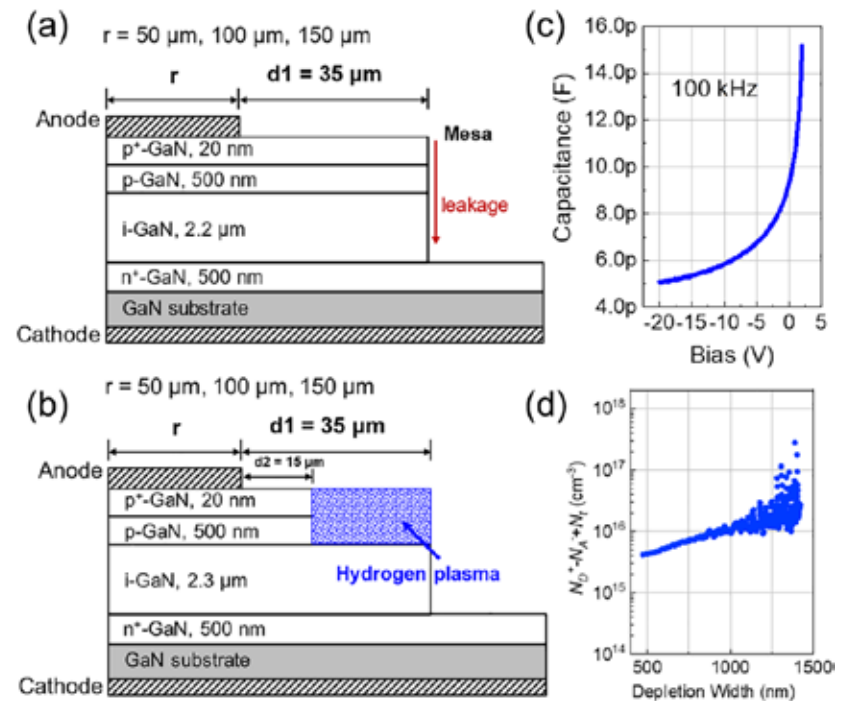 (a)
r = 50 µm, 100 µm, 150 µm
r
d1 = 35 µm
Anode
Mesa
p⁺-GaN, 20 nm
p-GaN, 500 nm
leakage
i-GaN, 2.2 µm
n⁺-GaN, 500 nm
GaN substrate
Cathode
(b)
r = 50 µm, 100 µm, 150 µm
r
d1 = 35 µm
d2 = 15 µm
Anode
p⁺-GaN, 20 nm
p-GaN, 500 nm
i-GaN, 2.3 µm
Hydrogen plasma
n⁺-GaN, 500 nm
GaN substrate
Cathode
(c)
16.0p
14.0p
12.0p
10.0p
8.0p
6.0p
4.0p
Capacitance (F)
100 kHz
-20 -15 -10 -5 0 5
Bias (V)
(d)
10¹⁸
10¹⁷
10¹⁶
10¹⁵
10¹⁴
N_D⁺-N_A⁻+N_t (cm⁻³)
500 1000 1500
Depletion Width (nm)